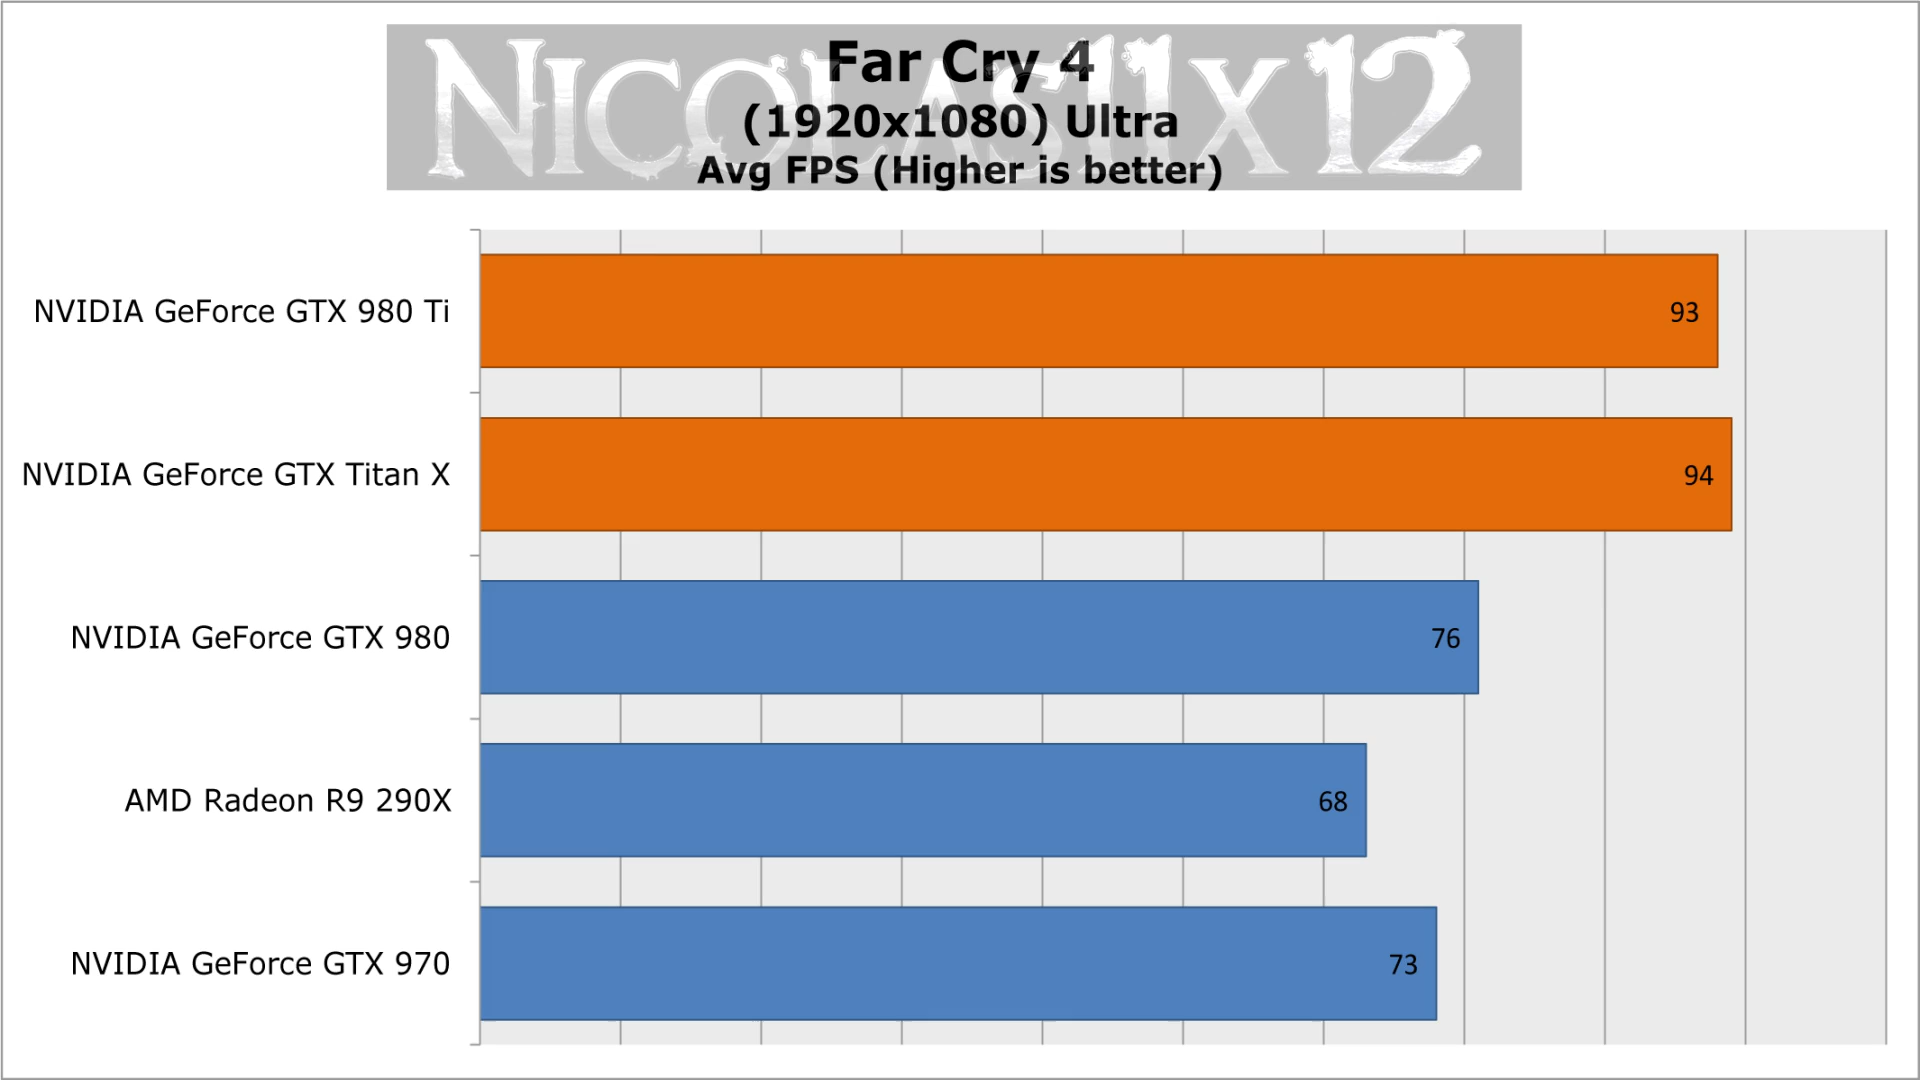 Nicolas11x12
Far Cry 4
(1920x1080) Ultra
Avg FPS (Higher is better)
NVIDIA GeForce GTX 980 Ti
93
NVIDIA GeForce GTX Titan X
94
NVIDIA GeForce GTX 980
76
AMD Radeon R9 290X
68
NVIDIA GeForce GTX 970
73